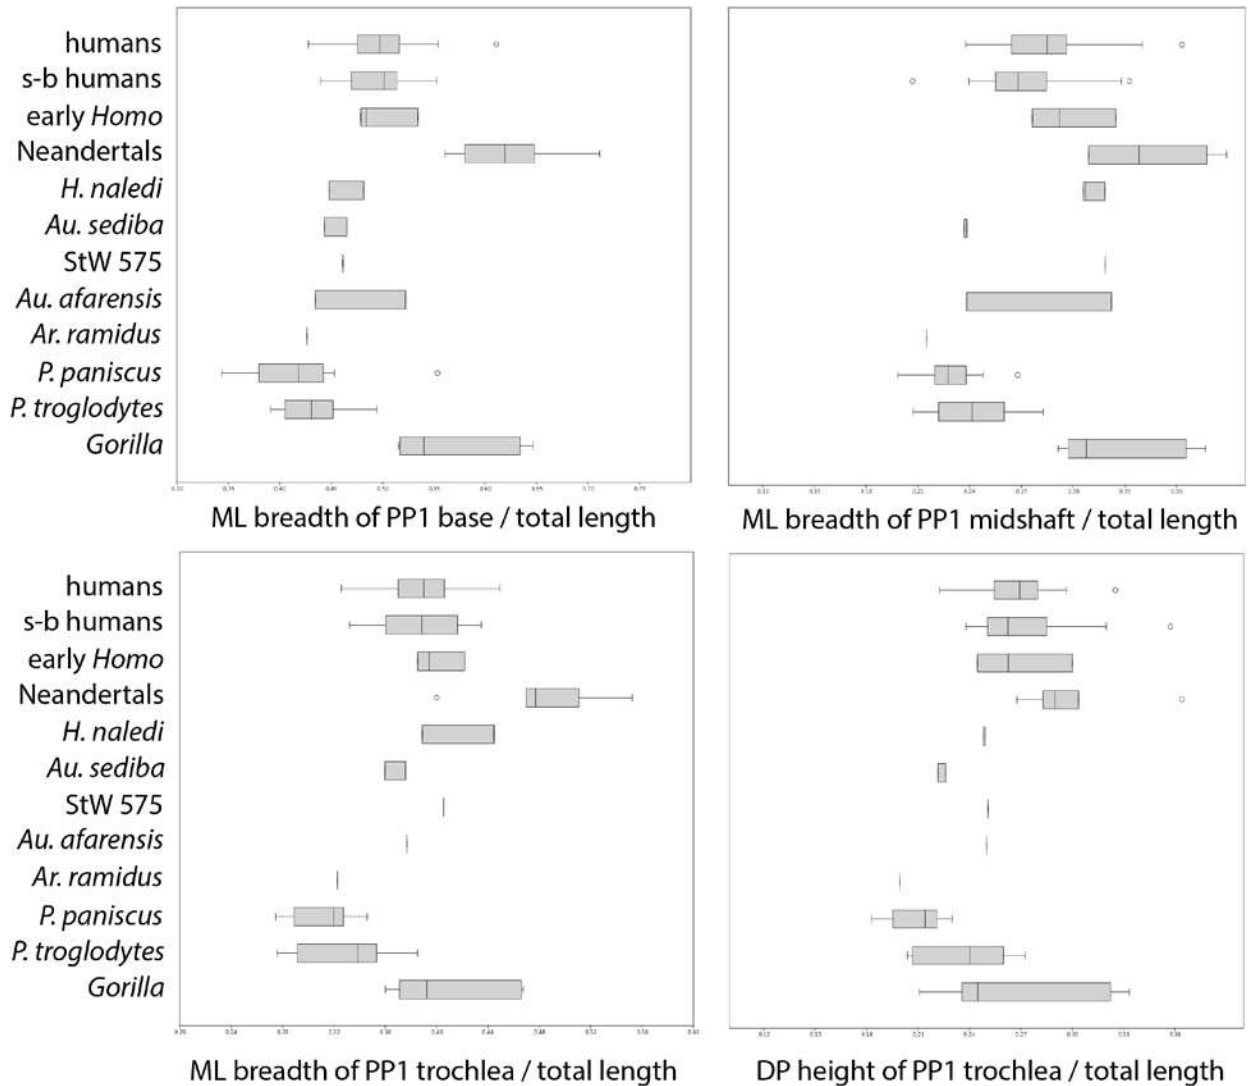 humans
s-b humans
early Homo
Neandertals
H. naledi
Au. sediba
StW 575
Au. afarensis
Ar. ramidus
P. paniscus
P. troglodytes
Gorilla
ML breadth of PP1 base / total length
ML breadth of PP1 midshaft / total length
humans
s-b humans
early Homo
Neandertals
H. naledi
Au. sediba
StW 575
Au. afarensis
Ar. ramidus
P. paniscus
P. troglodytes
Gorilla
ML breadth of PP1 trochlea / total length
DP height of PP1 trochlea / total length